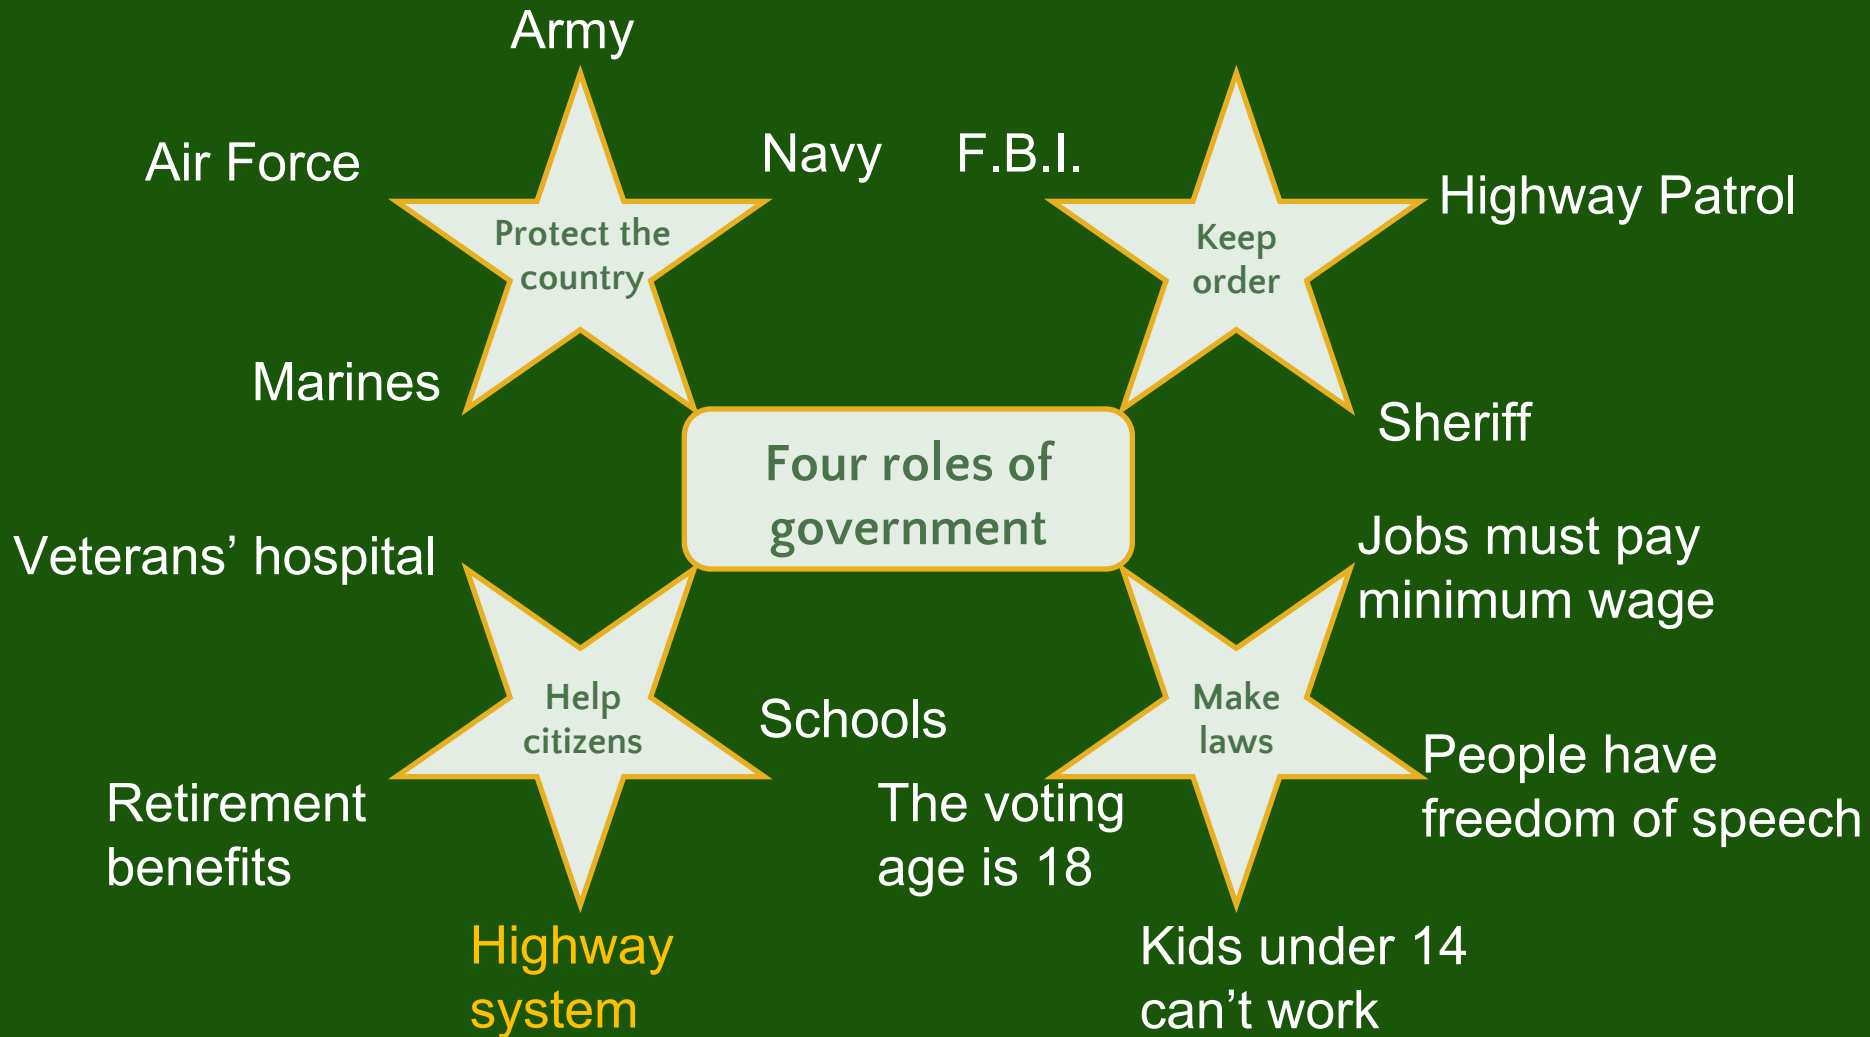 Army
Air Force
Navy
Protect the
country
Marines
F.B.I.
Highway Patrol
Keep
order
Sheriff
Four roles of
government
Veterans’ hospital
Help
citizens
Schools
Retirement
benefits
Highway
system
Jobs must pay
minimum wage
Make
laws
People have
freedom of speech
The voting
age is 18
Kids under 14
can’t work